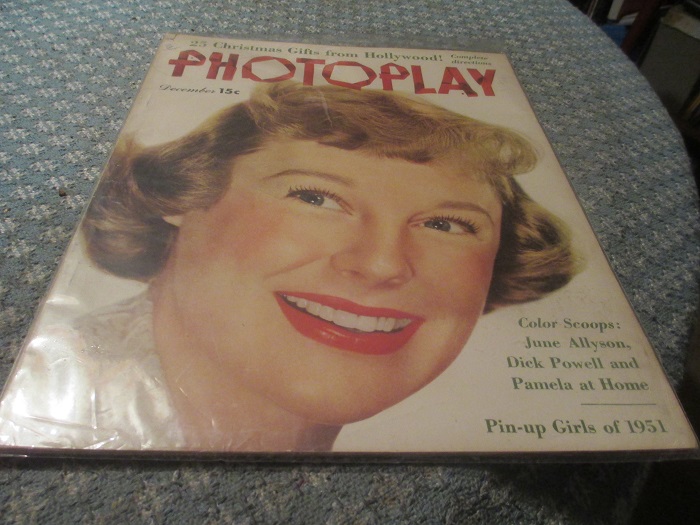 25 Christmas Gifts from Hollywood! Complete directions
PHOTOPLAY
December 15c
Color Scoops:
June Allyson,
Dick Powell and
Pamela at Home
Pin-up Girls of 1951